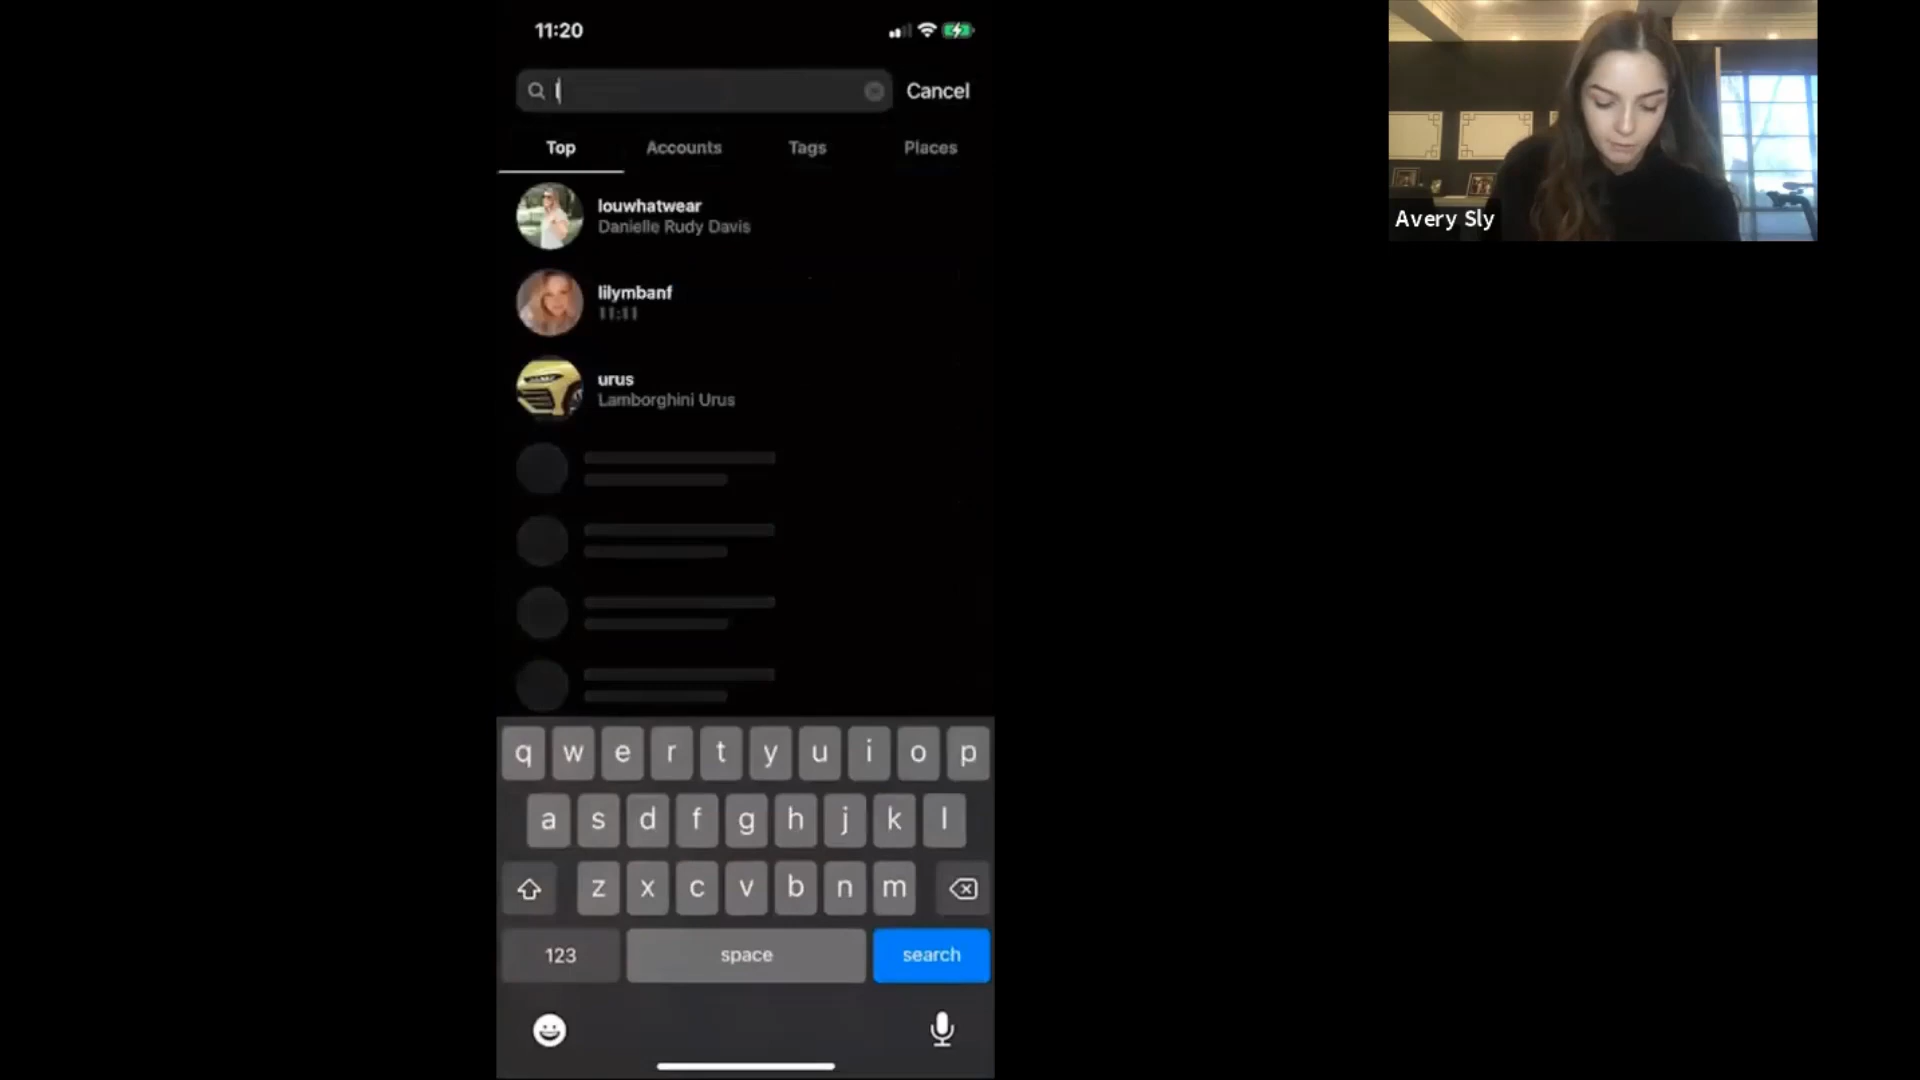 11:20
l
Cancel
Top
Accounts
Tags
Places
louwhatwear
Danielle Rudy Davis
lilymbanf
11:11
urus
Lamborghini Urus
q w e r t y u i o p
a s d f g h j k l
z x c v b n m
123
space
search
Avery Sly